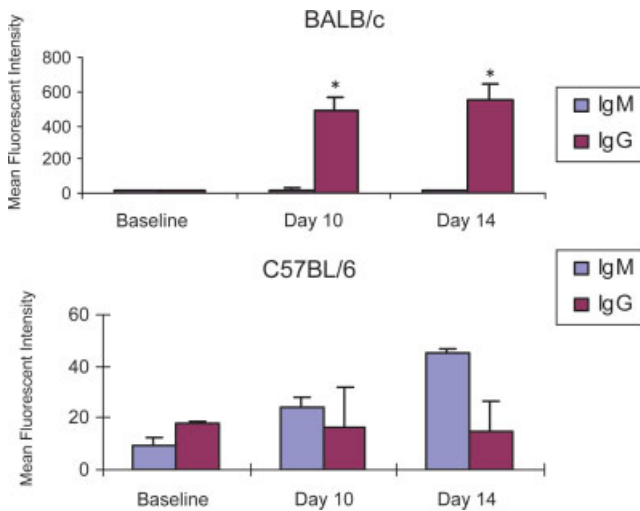 BALB/c
Mean Fluorescent Intensity
800
600
400
200
0
*
*
Baseline
Day 10
Day 14
IgM
IgG
C57BL/6
Mean Fluorescent Intensity
60
40
20
0
Baseline
Day 10
Day 14
IgM
IgG